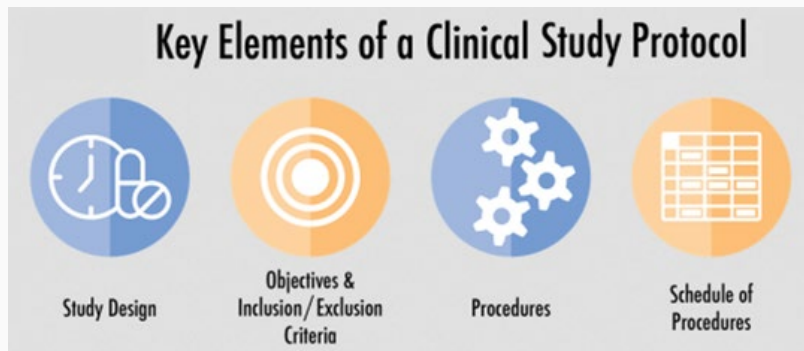 Key Elements of a Clinical Study Protocol
Study Design
Objectives &
Inclusion/Exclusion
Criteria
Procedures
Schedule of
Procedures